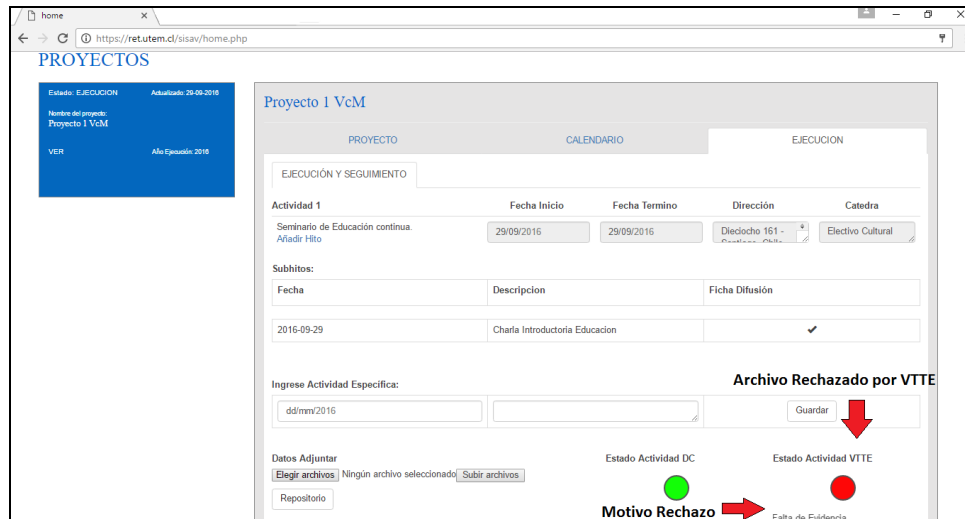 home
https://ret.utem.cl/sisav/home.php
PROYECTOS
Estado: EJECUCION Actualizado: 29-09-2016
Nombre del proyecto:
Proyecto 1 VcM
VER Año Ejecución: 2016
Proyecto 1 VcM
PROYECTO CALENDARIO EJECUCION
EJECUCIÓN Y SEGUIMIENTO
Actividad 1 Fecha Inicio Fecha Termino Dirección Catedra
Seminario de Educación continua. 29/09/2016 29/09/2016 Dieciocho 161 - Electivo Cultural
Añadir Hito Santiago, Chile
Subhitos:
Fecha Descripcion Ficha Difusión
2016-09-29 Charla Introductoria Educacion ✔
Archivo Rechazado por VTTE
Ingrese Actividad Especifica:
dd/mm/2016 Guardar
Datos Adjuntar Estado Actividad DC Estado Actividad VTTE
Elegir archivos Ningún archivo seleccionado Subir archivos
Repositorio
Motivo Rechazo Falta de Evidencia